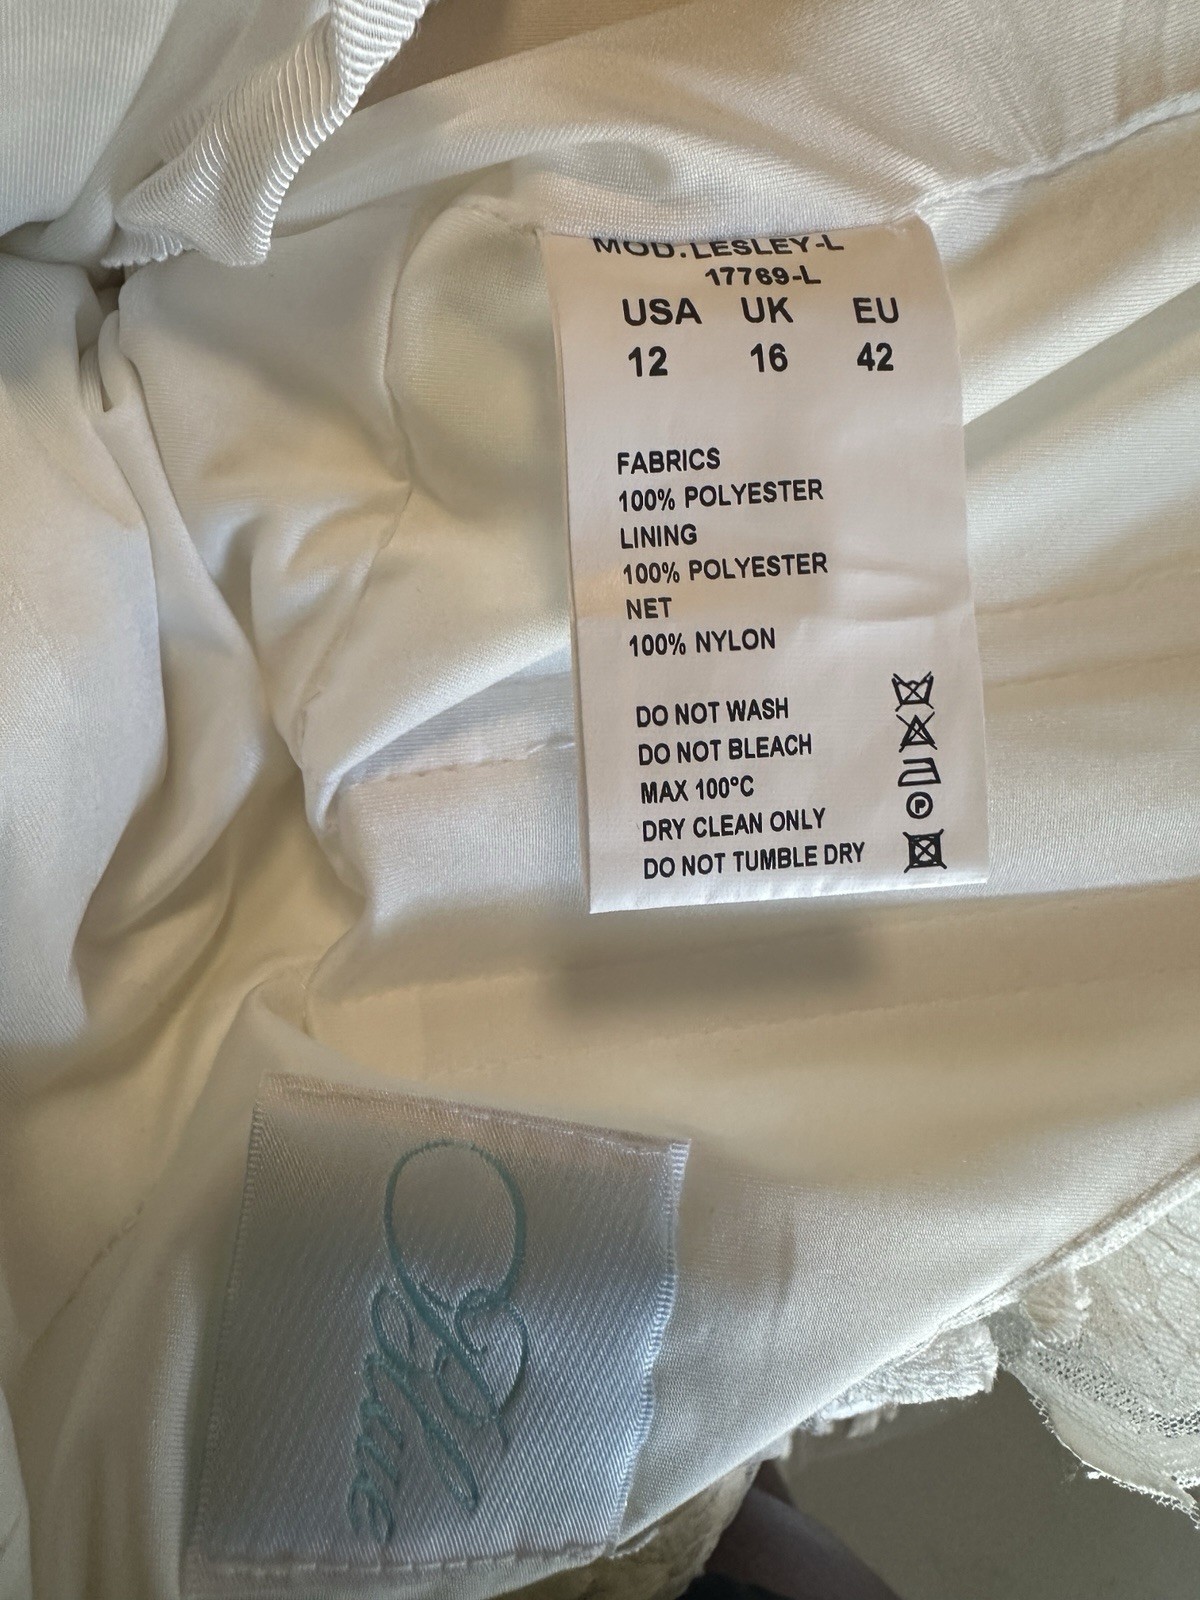 MOD.LESLEY-L
17769-L
USA UK EU
12 16 42
FABRICS
100% POLYESTER
LINING
100% POLYESTER
NET
100% NYLON
DO NOT WASH
DO NOT BLEACH
MAX 100°C
DRY CLEAN ONLY
P
DO NOT TUMBLE DRY
Blue